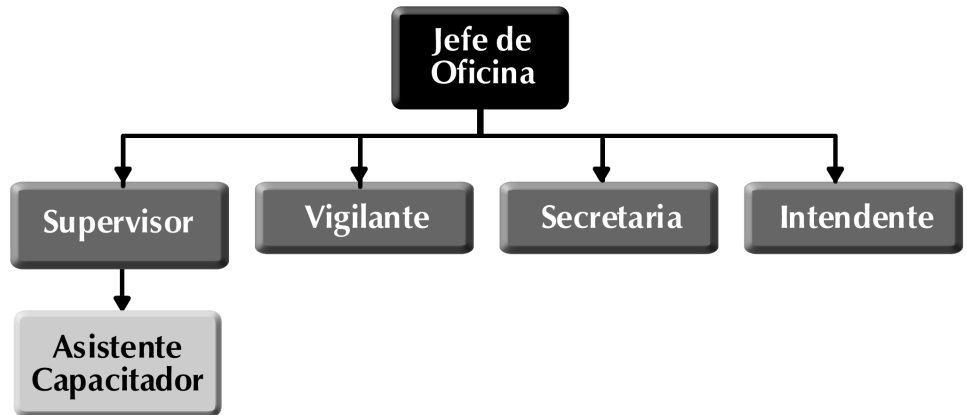 Jefe de
Oficina
Supervisor
Vigilante
Secretaria
Intendente
Asistente
Capacitador